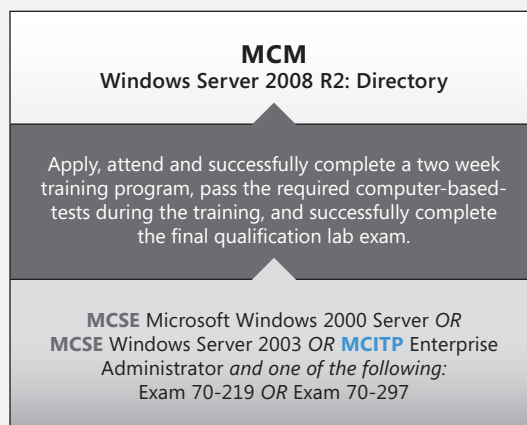 MCM
Windows Server 2008 R2: Directory
Apply, attend and successfully complete a two week
training program, pass the required computer-based-
tests during the training, and successfully complete
the final qualification lab exam.
MCSE Microsoft Windows 2000 Server OR
MCSE Windows Server 2003 OR MCITP Enterprise
Administrator and one of the following:
Exam 70-219 OR Exam 70-297